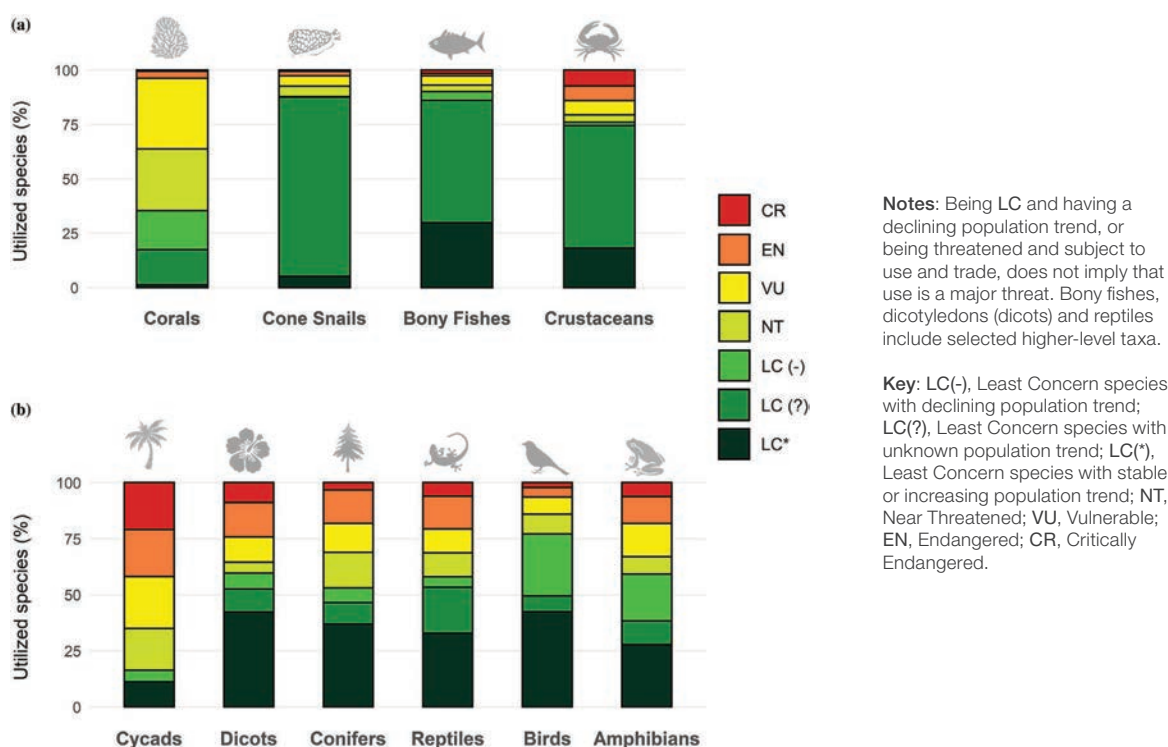 (a)
Utilized species (%)
100
75
50
25
0
Corals
Cone Snails
Bony Fishes
Crustaceans
(b)
Utilized species (%)
100
75
50
25
0
Cycads
Dicots
Conifers
Reptiles
Birds
Amphibians
CR
EN
VU
NT
LC (-)
LC (?)
LC*
Notes: Being LC and having a
declining population trend, or
being threatened and subject to
use and trade, does not imply that
use is a major threat. Bony fishes,
dicotyledons (dicots) and reptiles
include selected higher-level taxa.
Key: LC(-), Least Concern species
with declining population trend;
LC(?), Least Concern species with
unknown population trend; LC(*),
Least Concern species with stable
or increasing population trend; NT,
Near Threatened; VU, Vulnerable;
EN, Endangered; CR, Critically
Endangered.